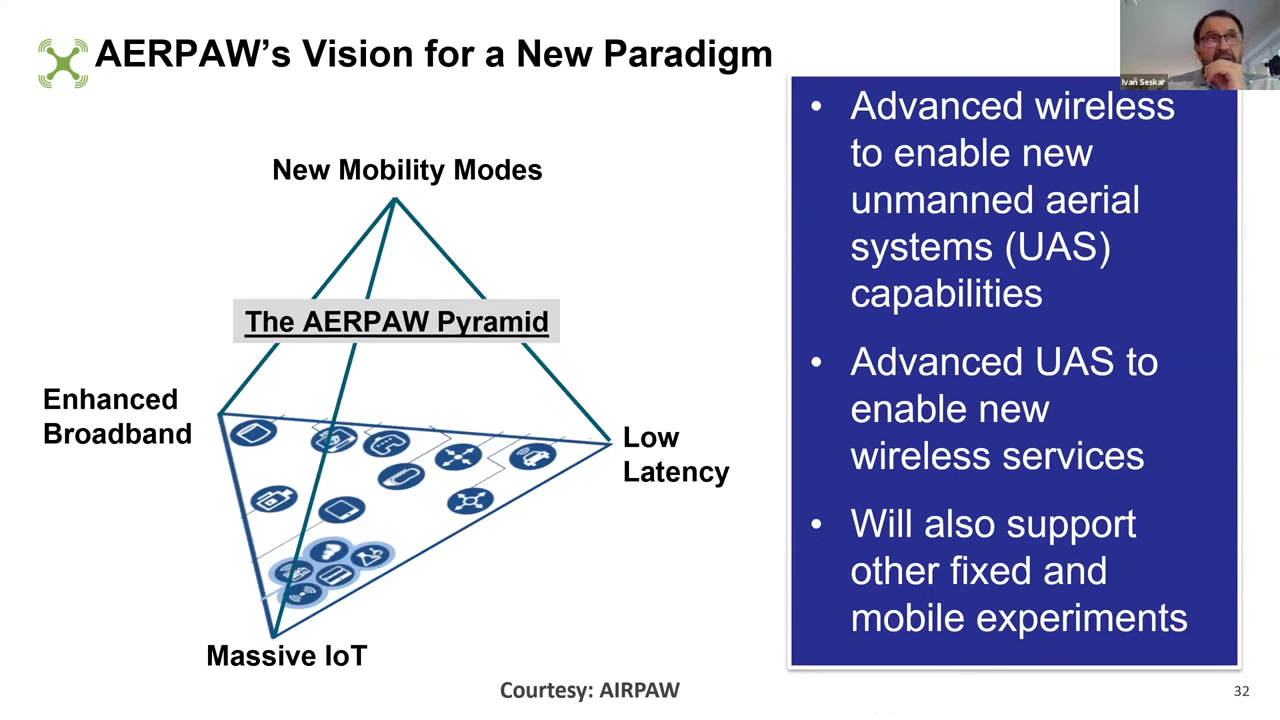 AERPAW's Vision for a New Paradigm
Ivan Seskar
New Mobility Modes
The AERPAW Pyramid
Enhanced
Broadband
Low
Latency
Massive IoT
• Advanced wireless
to enable new
unmanned aerial
systems (UAS)
capabilities
• Advanced UAS to
enable new
wireless services
• Will also support
other fixed and
mobile experiments
Courtesy: AIRPAW
32